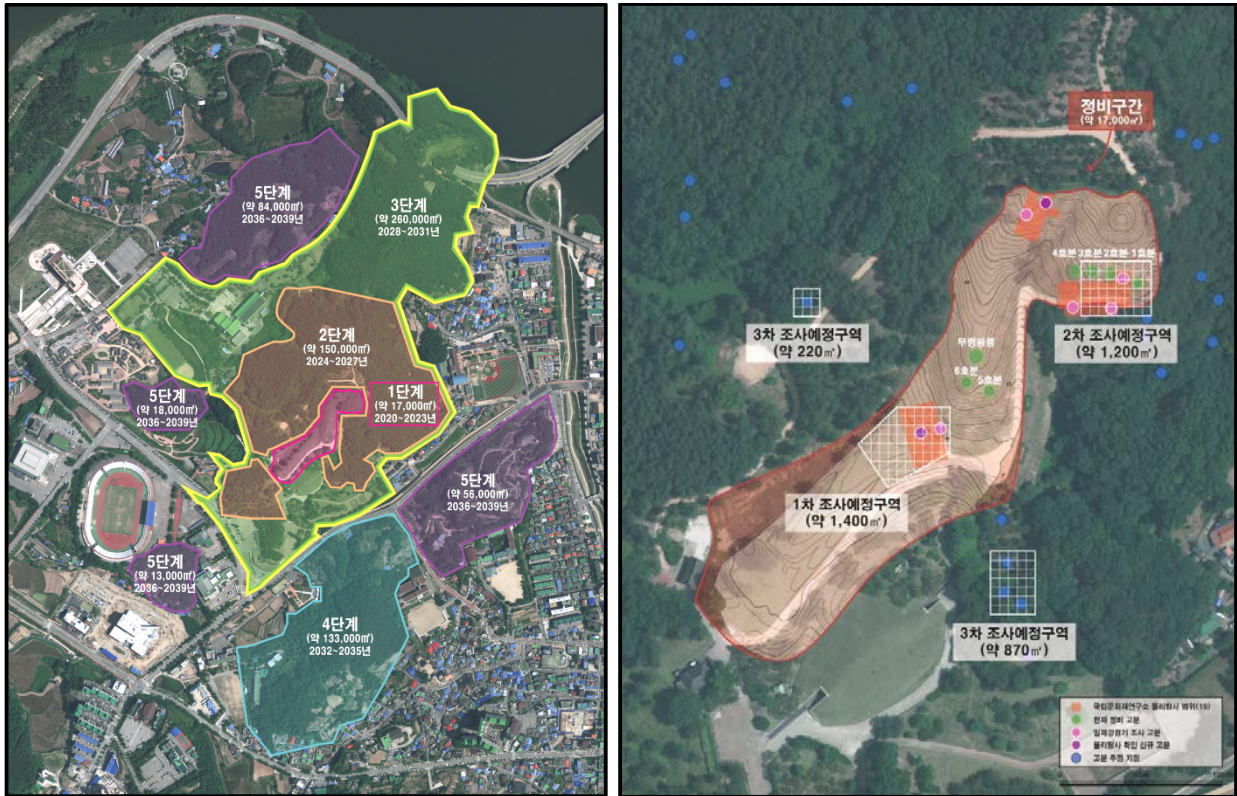 5단계
(약 84,000㎡)
2036~2039년
3단계
(약 260,000㎡)
2028~2031년
2단계
(약 150,000㎡)
2024~2027년
1단계
(약 17,000㎡)
2020~2023년
5단계
(약 18,000㎡)
2036~2039년
5단계
(약 56,000㎡)
2036~2039년
5단계
(약 13,000㎡)
2036~2039년
4단계
(약 133,000㎡)
2032~2035년
정비구간
(약 17,000㎡)
4호분 3호분 2호분 1호분
3차 조사예정구역
(약 220㎡)
2차 조사예정구역
(약 1,200㎡)
무령왕릉
6호분
5호분
1차 조사예정구역
(약 1,400㎡)
3차 조사예정구역
(약 870㎡)
국립문화재연구소 물리탐사 범위(19)
현재 정비 고분
일제강점기 조사 고분
물리탐사 확인 신규 고분
고분 추정 지점
0